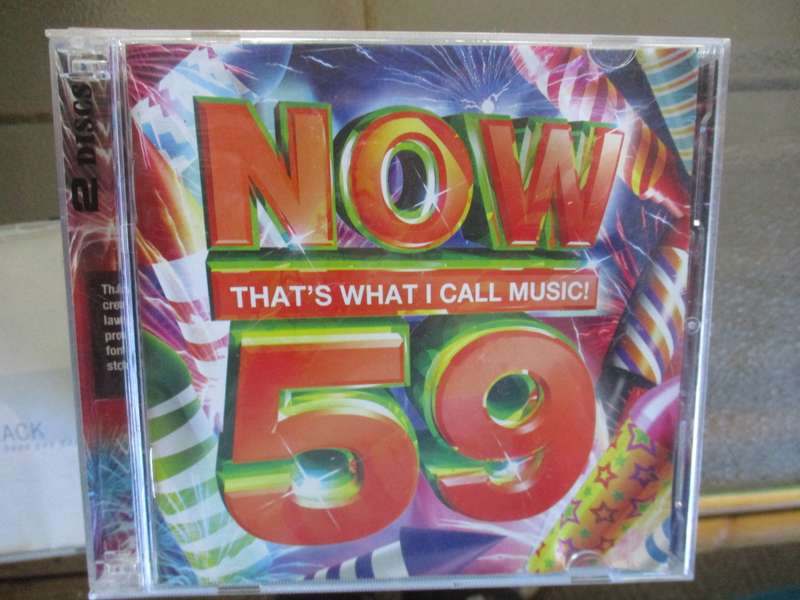 NOW
THAT'S WHAT I CALL MUSIC!
59
2 DISCS
ACK